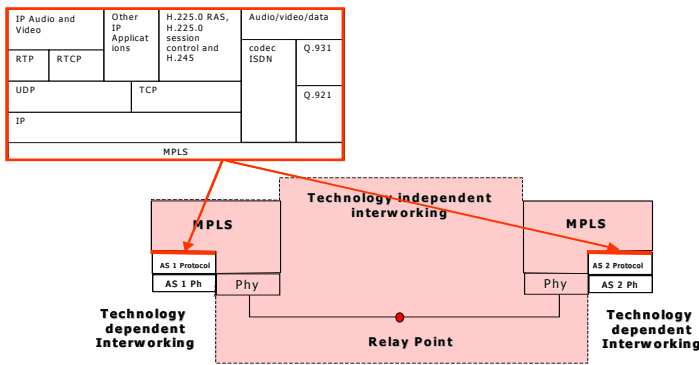 IP Audio and
Video
Other
IP
Applicat
ions
H.225.0 RAS,
H.225.0
session
control and
H.245
Audio/video/data
codec
ISDN
Q.931
RTP
RTCP
Q.921
UDP
TCP
IP
MPLS
Technology independent
interworking
MPLS
MPLS
AS 1 Protocol
AS 2 Protocol
AS 1 Ph
Phy
Phy
AS 2 Ph
Technology
dependent
Interworking
Relay Point
Technology
dependent
Interworking